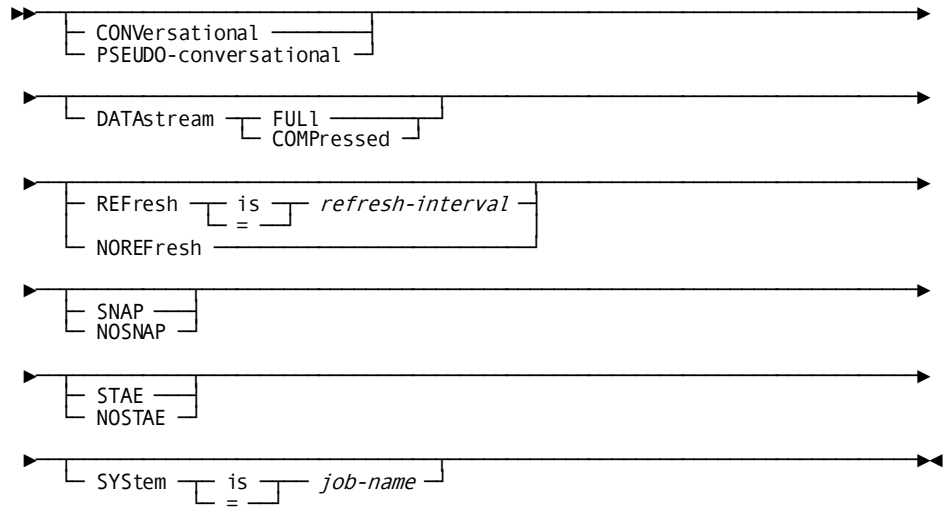 CONVersational
PSEUDO-conversational
DATAstream FULl
COMPressed
REFresh is refresh-interval
=
NOREFresh
SNAP
NOSNAP
STAE
NOSTAE
SYStem is job-name
=